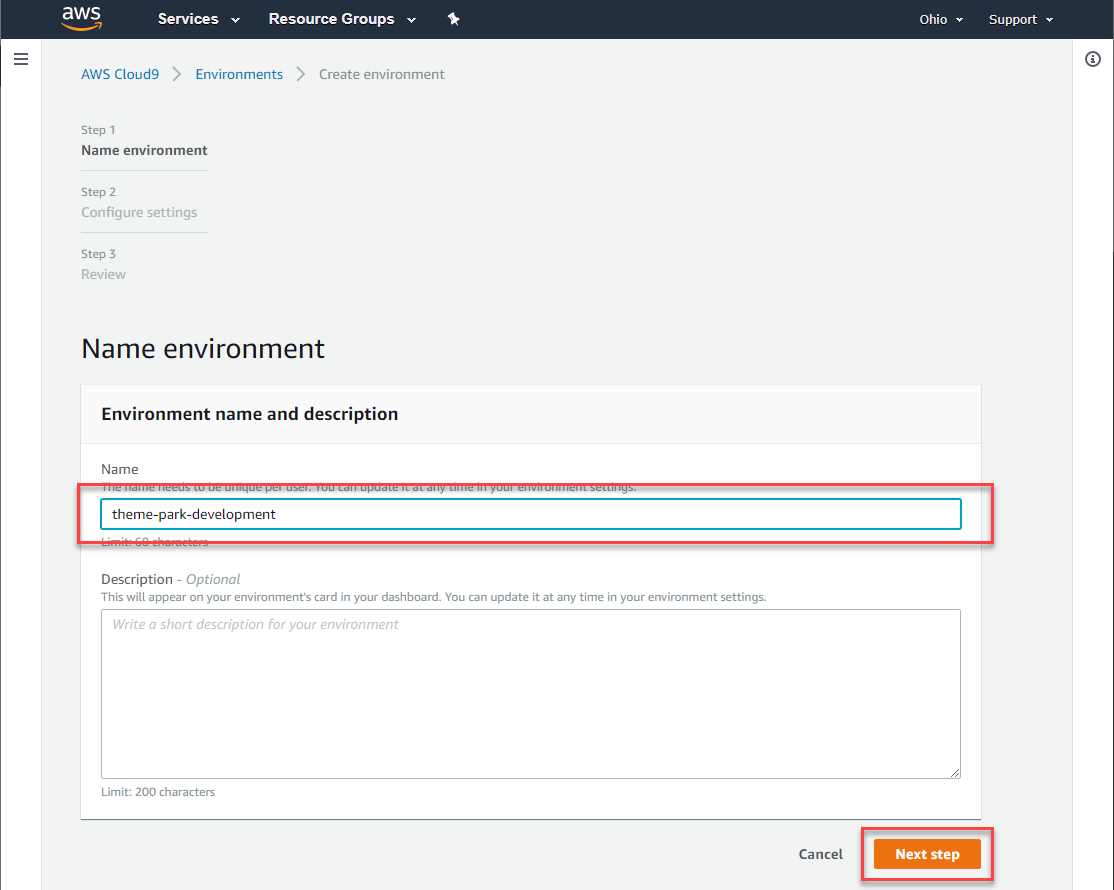 aws Services Resource Groups Ohio Support
AWS Cloud9 Environments Create environment
Step 1
Name environment
Step 2
Configure settings
Step 3
Review
Name environment
Environment name and description
Name
The name needs to be unique per user. You can update it at any time in your environment settings.
theme-park-development
Limit: 60 characters
Description - Optional
This will appear on your environment's card in your dashboard. You can update it at any time in your environment settings.
Write a short description for your environment
Limit: 200 characters
Cancel Next step